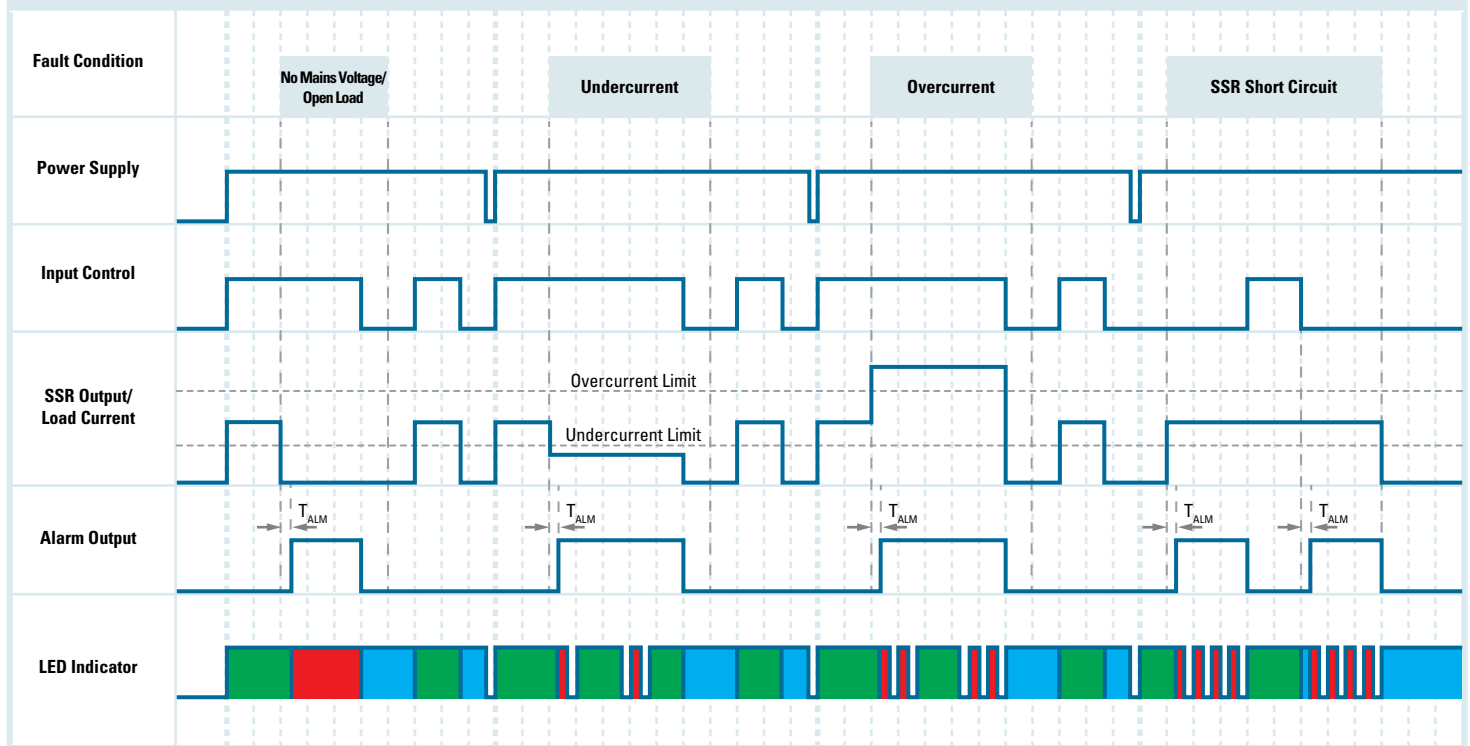 Fault Condition
No Mains Voltage/
Open Load
Undercurrent
Overcurrent
SSR Short Circuit
Power Supply
Input Control
SSR Output/
Load Current
Overcurrent Limit
Undercurrent Limit
Alarm Output
TALM
TALM
TALM
TALM
TALM
LED Indicator